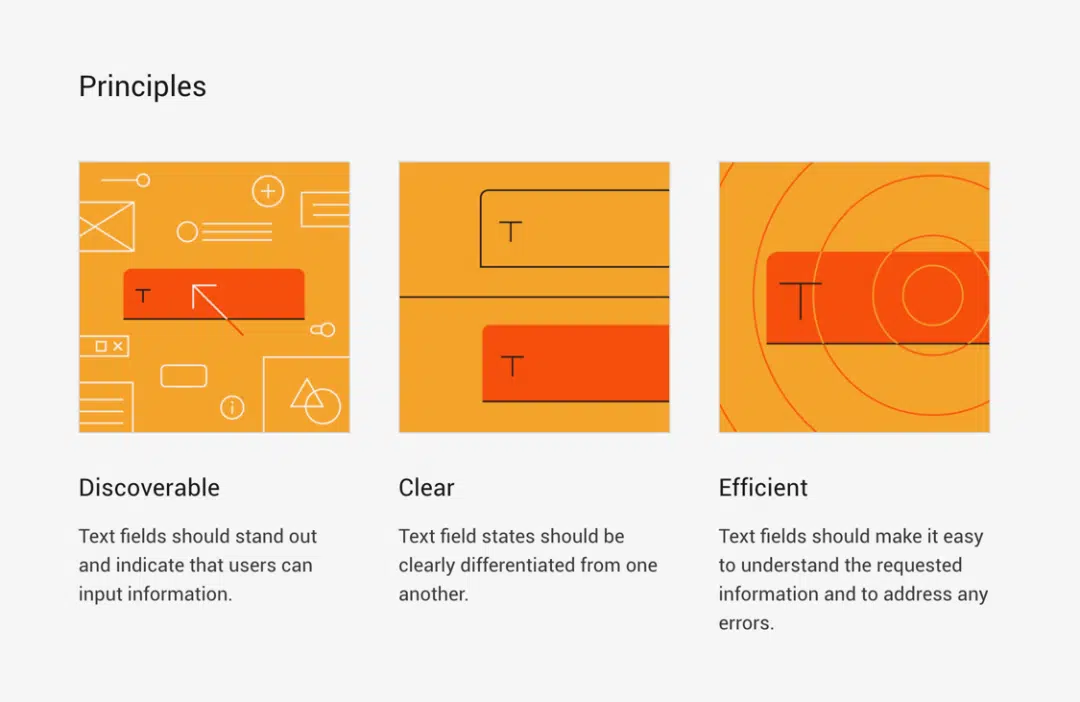 Principles
T
T
T
T
Discoverable
Text fields should stand out
and indicate that users can
input information.
Clear
Text field states should be
clearly differentiated from one
another.
Efficient
Text fields should make it easy
to understand the requested
information and to address any
errors.